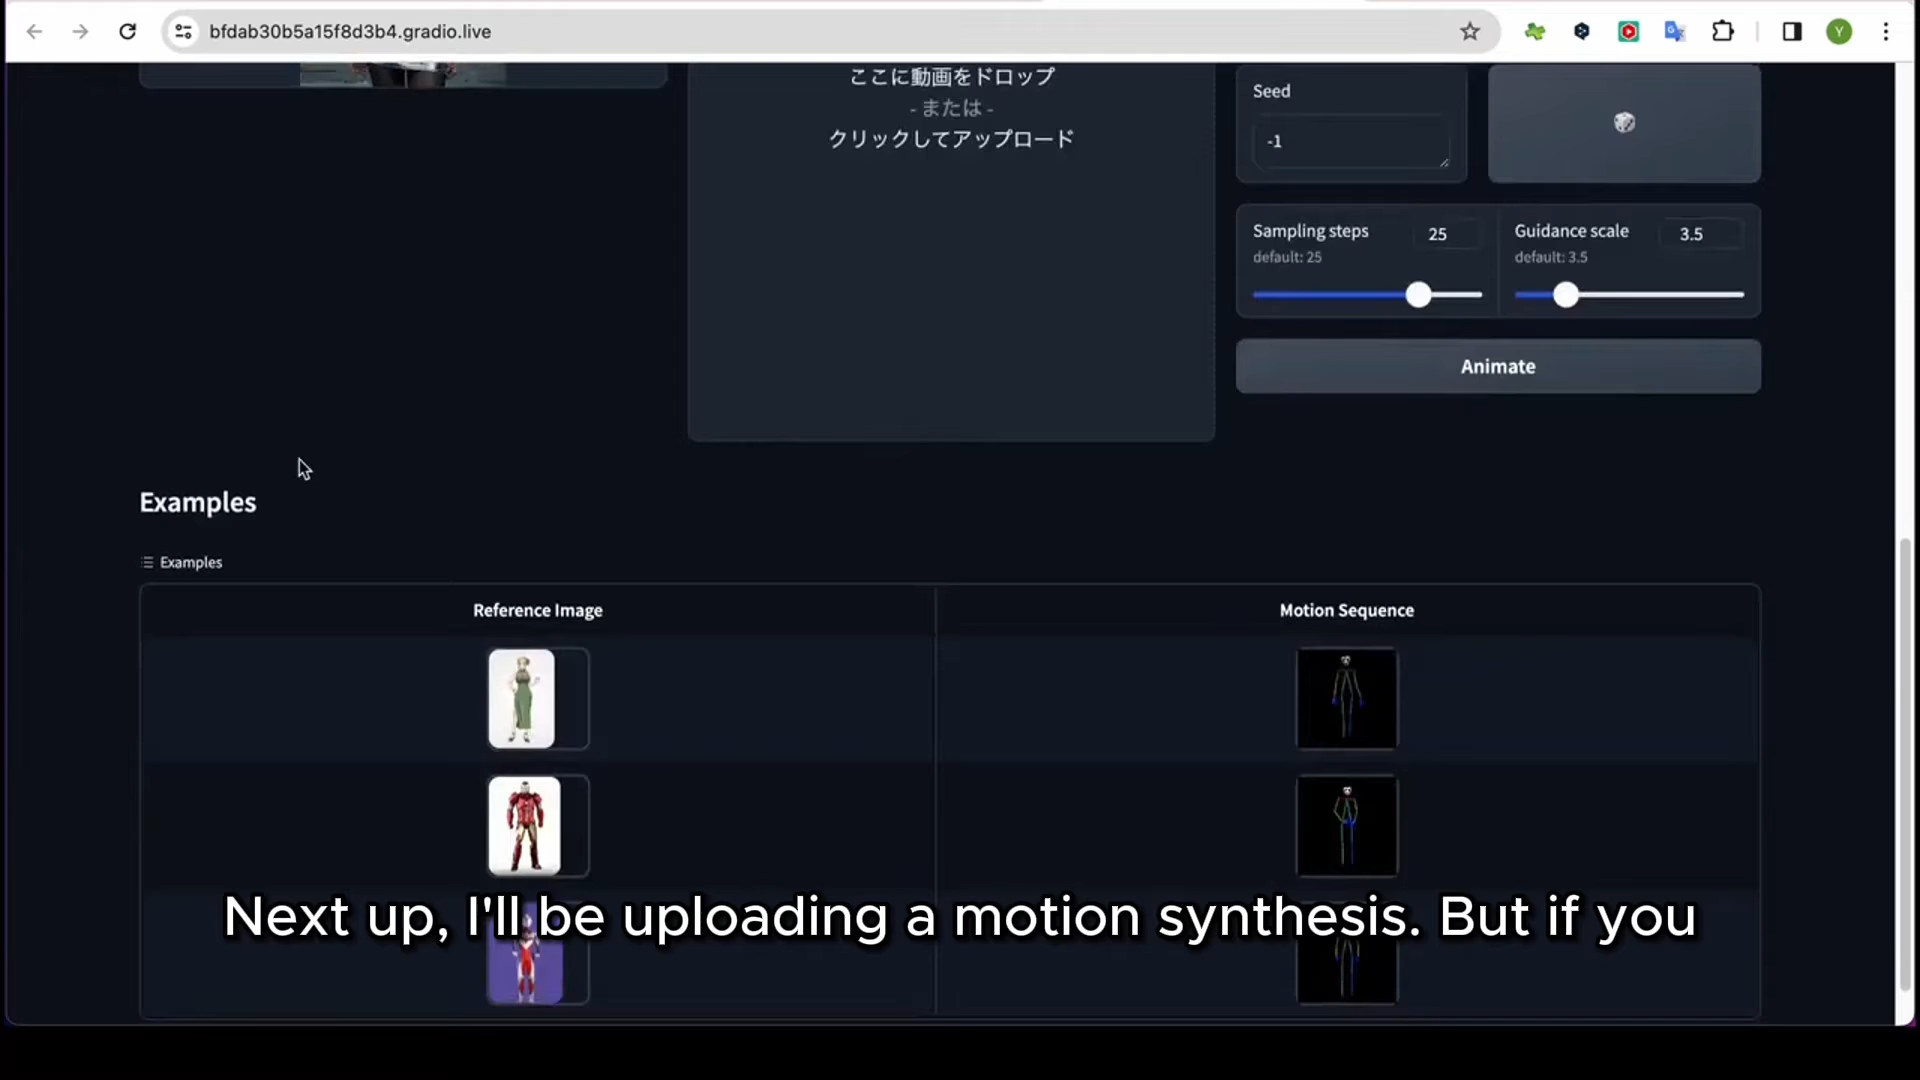 bfdab30b5a15f8d3b4.gradio.live
Y
ここに動画をドロップ
- または -
クリックしてアップロード
Seed
-1
Sampling steps
25
default: 25
Guidance scale
3.5
default: 3.5
Animate
Examples
Examples
Reference Image
Motion Sequence
Next up, I'll be uploading a motion synthesis. But if you